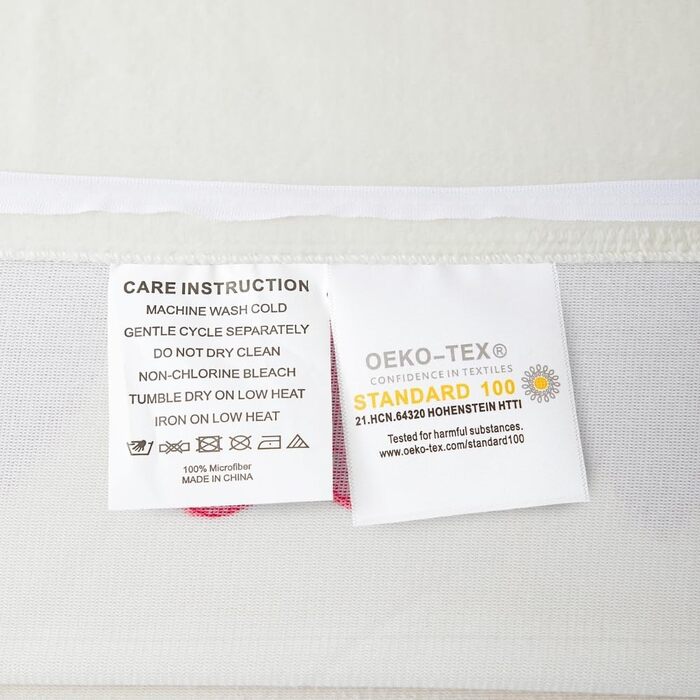 CARE INSTRUCTION
MACHINE WASH COLD
GENTLE CYCLE SEPARATELY
DO NOT DRY CLEAN
NON-CHLORINE BLEACH
TUMBLE DRY ON LOW HEAT
IRON ON LOW HEAT
100% Microfiber
MADE IN CHINA
OEKO-TEX®
CONFIDENCE IN TEXTILES
STANDARD 100
21.HCN.64320 HOHENSTEIN HTTI
Tested for harmful substances.
www.oeko-tex.com/standard100